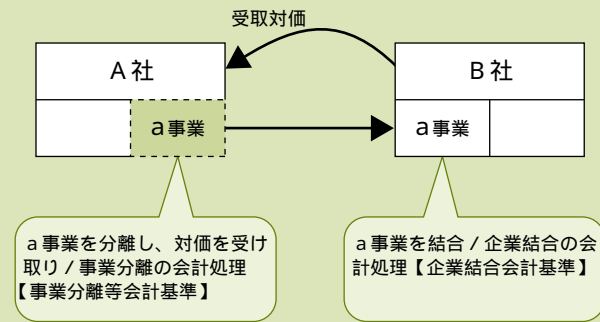 受取対価
A社
B社
a事業
a事業
a事業を分離し、対価を受け
取り/事業分離の会計処理
【事業分離等会計基準】
a事業を結合/企業結合の会
計処理【企業結合会計基準】